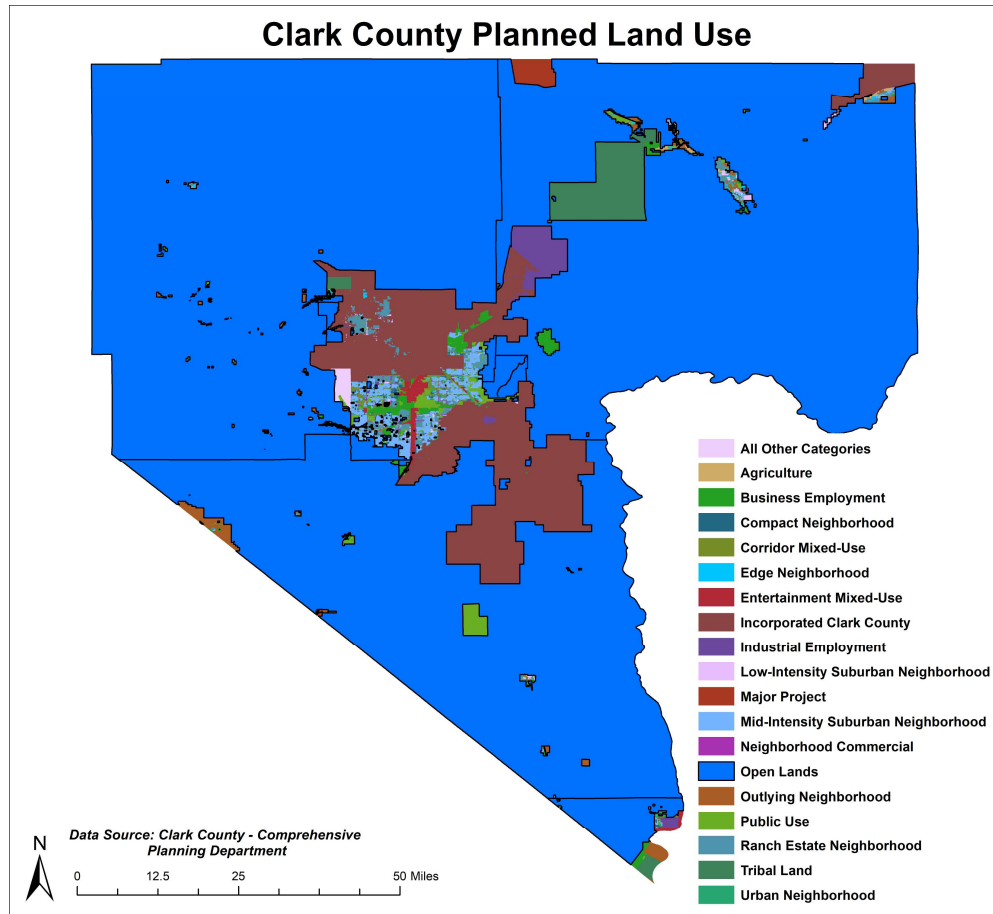 Clark County Planned Land Use
All Other Categories
Agriculture
Business Employment
Compact Neighborhood
Corridor Mixed-Use
Edge Neighborhood
Entertainment Mixed-Use
Incorporated Clark County
Industrial Employment
Low-Intensity Suburban Neighborhood
Major Project
Mid-Intensity Suburban Neighborhood
Neighborhood Commercial
Open Lands
Outlying Neighborhood
Public Use
Ranch Estate Neighborhood
Tribal Land
Urban Neighborhood
N
Data Source: Clark County - Comprehensive
Planning Department
0 12.5 25 50 Miles